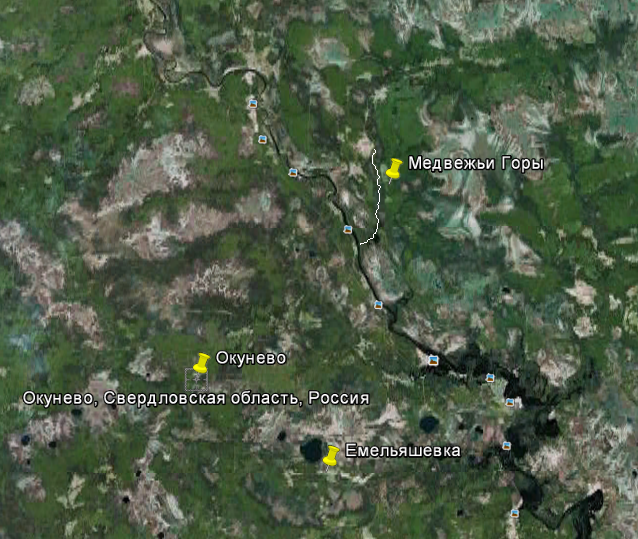 Медвежьи Горы
Окунево
Окунево, Свердловская область, Россия
Емельяшевка